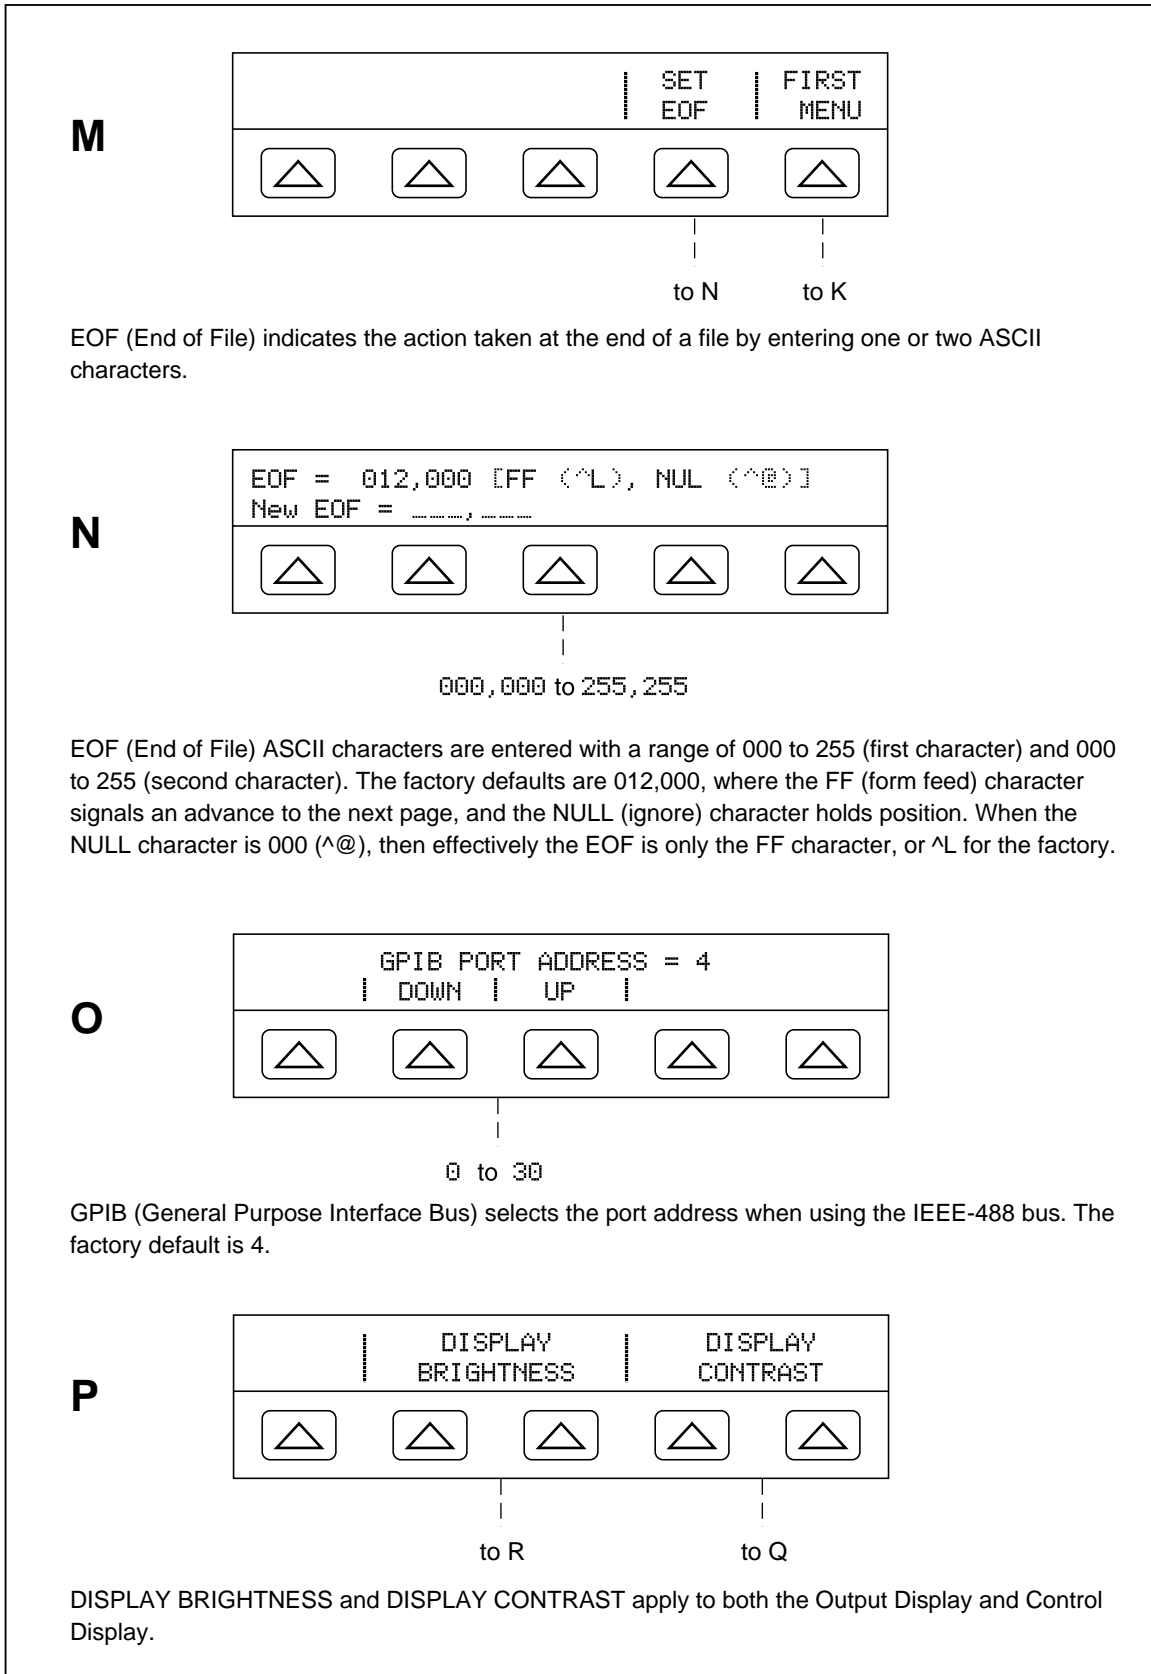 M
SET FIRST
EOF MENU
to N to K
EOF (End of File) indicates the action taken at the end of a file by entering one or two ASCII
characters.
N
EOF = 012,000 [FF (^L), NUL (^@)]
New EOF = ___,___
000,000 to 255,255
EOF (End of File) ASCII characters are entered with a range of 000 to 255 (first character) and 000
to 255 (second character). The factory defaults are 012,000, where the FF (form feed) character
signals an advance to the next page, and the NULL (ignore) character holds position. When the
NULL character is 000 (^@), then effectively the EOF is only the FF character, or ^L for the factory.
O
GPIB PORT ADDRESS = 4
DOWN UP
0 to 30
GPIB (General Purpose Interface Bus) selects the port address when using the IEEE-488 bus. The
factory default is 4.
P
DISPLAY DISPLAY
BRIGHTNESS CONTRAST
to R to Q
DISPLAY BRIGHTNESS and DISPLAY CONTRAST apply to both the Output Display and Control
Display.